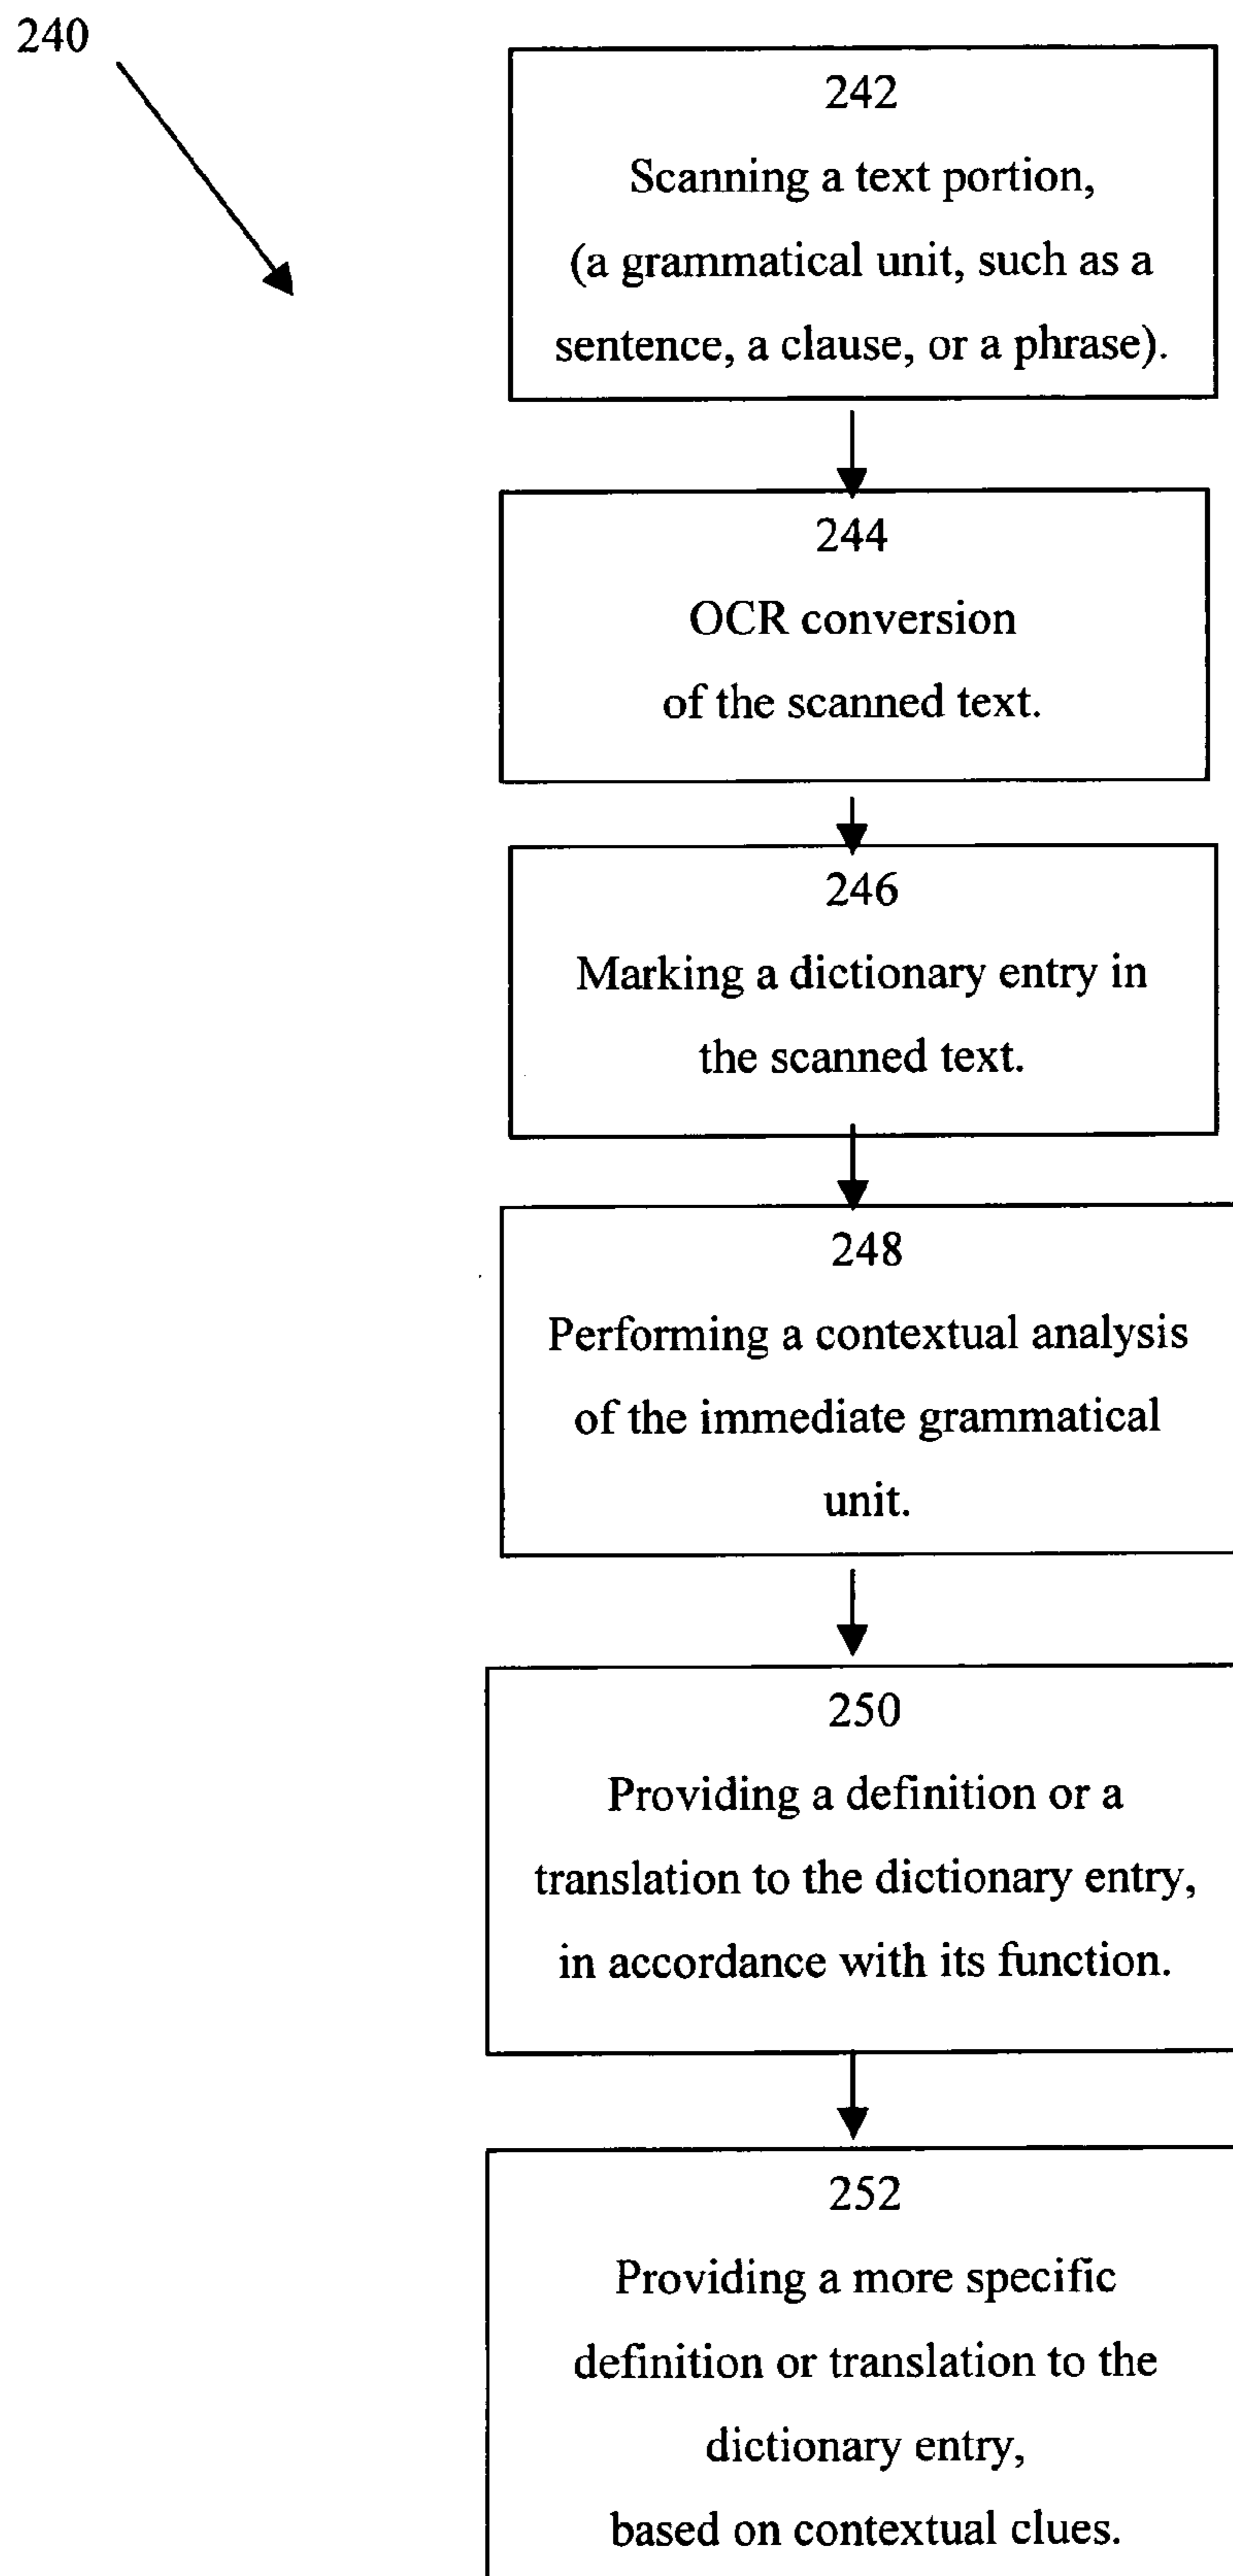 240
242
Scanning a text portion,
(a grammatical unit, such as a
sentence, a clause, or a phrase).
244
OCR conversion
of the scanned text.
246
Marking a dictionary entry in
the scanned text.
248
Performing a contextual analysis
of the immediate grammatical
unit.
250
Providing a definition or a
translation to the dictionary entry,
in accordance with its function.
252
Providing a more specific
definition or translation to the
dictionary entry,
based on contextual clues.